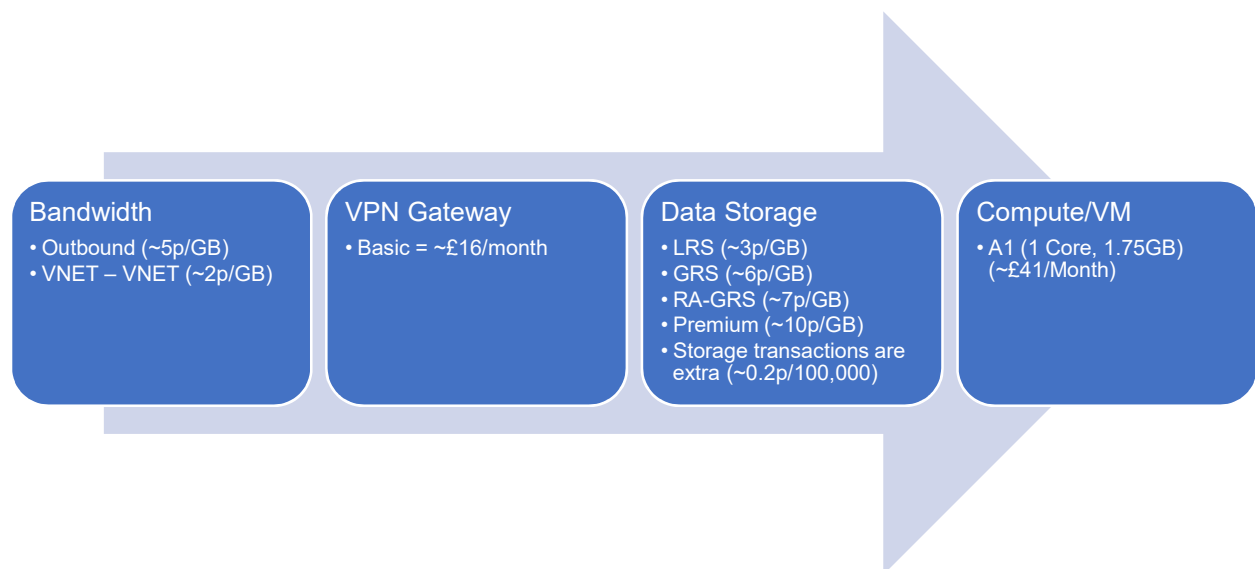 Bandwidth
• Outbound (~5p/GB)
• VNET – VNET (~2p/GB)
VPN Gateway
• Basic = ~£16/month
Data Storage
• LRS (~3p/GB)
• GRS (~6p/GB)
• RA-GRS (~7p/GB)
• Premium (~10p/GB)
• Storage transactions are
extra (~0.2p/100,000)
Compute/VM
• A1 (1 Core, 1.75GB)
(~£41/Month)